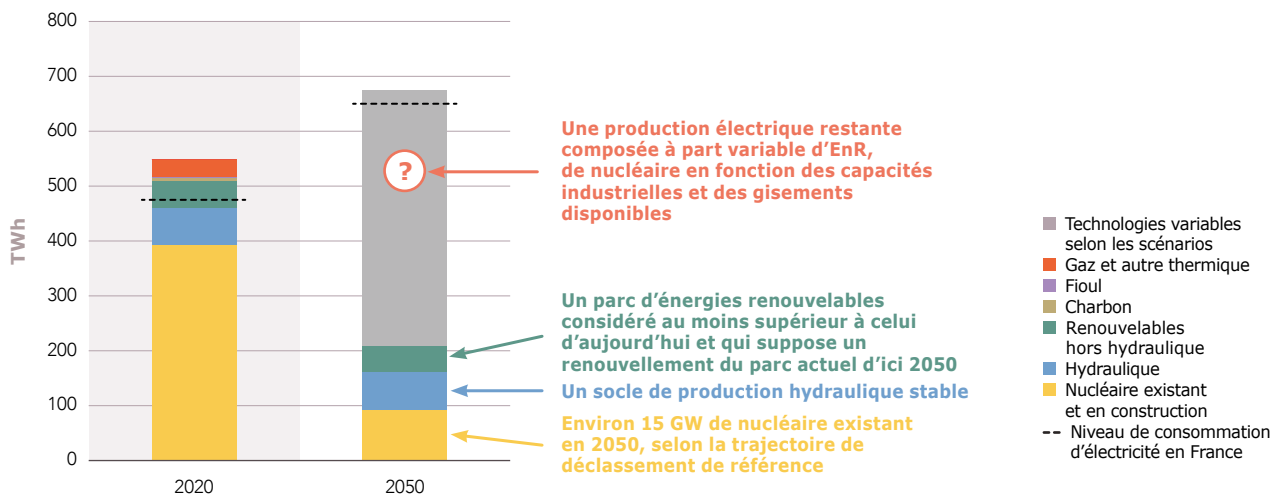 800
700
600
500
400
300
200
100
0
TWh
2020
2050
?
Une production électrique restante
composée à part variable d’EnR,
de nucléaire en fonction des capacités
industrielles et des gisements
disponibles
Un parc d’énergies renouvelables
considéré au moins supérieur à celui
d’aujourd’hui et qui suppose un
renouvellement du parc actuel d’ici 2050
Un socle de production hydraulique stable
Environ 15 GW de nucléaire existant
en 2050, selon la trajectoire de
déclassement de référence
Technologies variables
selon les scénarios
Gaz et autre thermique
Fioul
Charbon
Renouvelables
hors hydraulique
Hydraulique
Nucléaire existant
et en construction
Niveau de consommation
d’électricité en France